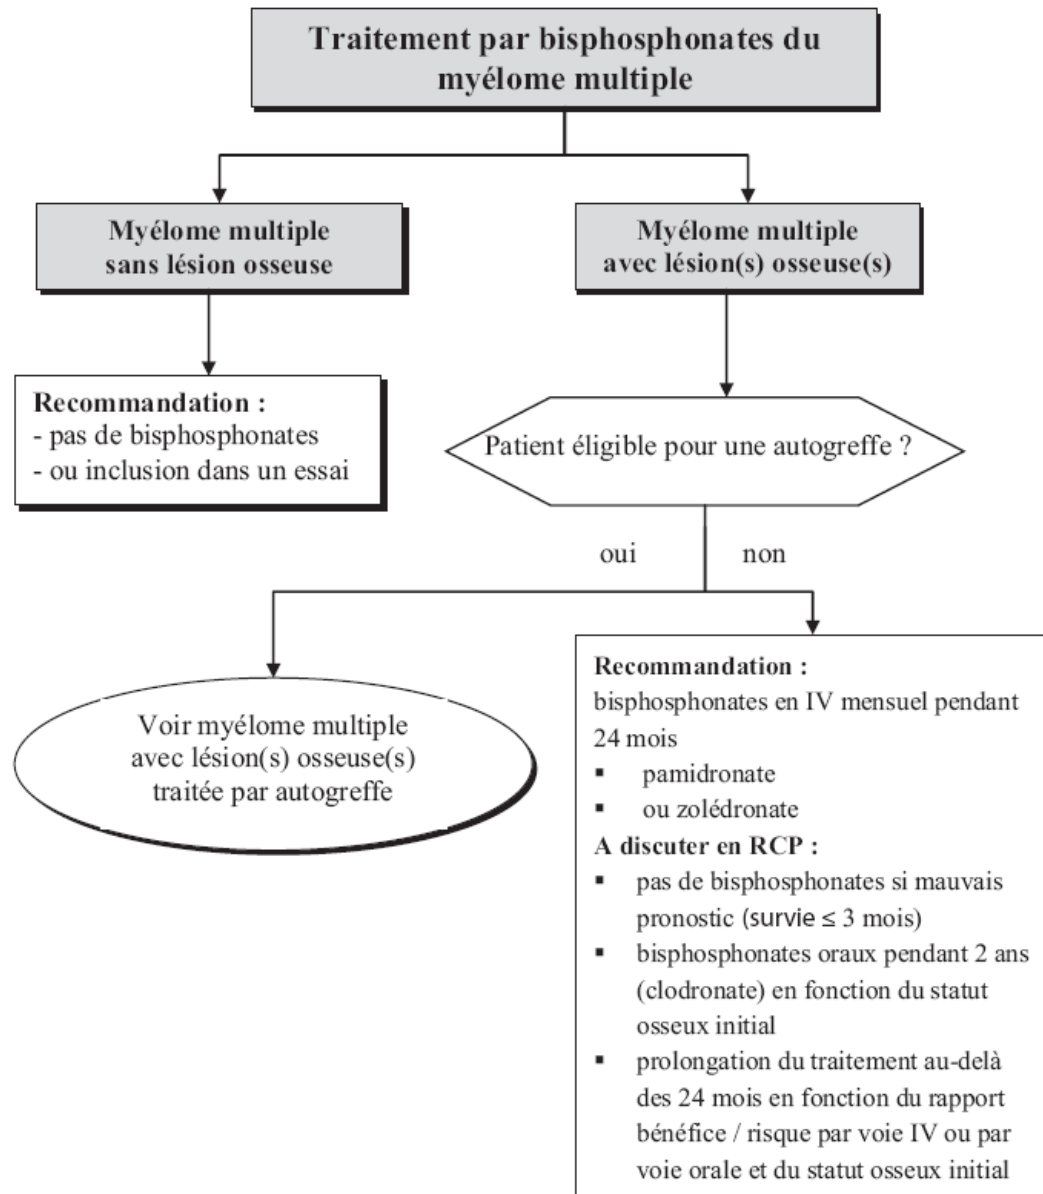 Traitement par bisphosphonates du
myélome multiple
Myélome multiple
sans lésion osseuse
Myélome multiple
avec lésion(s) osseuse(s)
Recommandation :
- pas de bisphosphonates
- ou inclusion dans un essai
Patient éligible pour une autogreffe ?
oui
non
Voir myélome multiple
avec lésion(s) osseuse(s)
traitée par autogreffe
Recommandation :
bisphosphonates en IV mensuel pendant
24 mois
▪ pamidronate
▪ ou zolédronate
A discuter en RCP :
▪ pas de bisphosphonates si mauvais
pronostic (survie ≤ 3 mois)
▪ bisphosphonates oraux pendant 2 ans
(clodronate) en fonction du statut
osseux initial
▪ prolongation du traitement au-delà
des 24 mois en fonction du rapport
bénéfice / risque par voie IV ou par
voie orale et du statut osseux initial